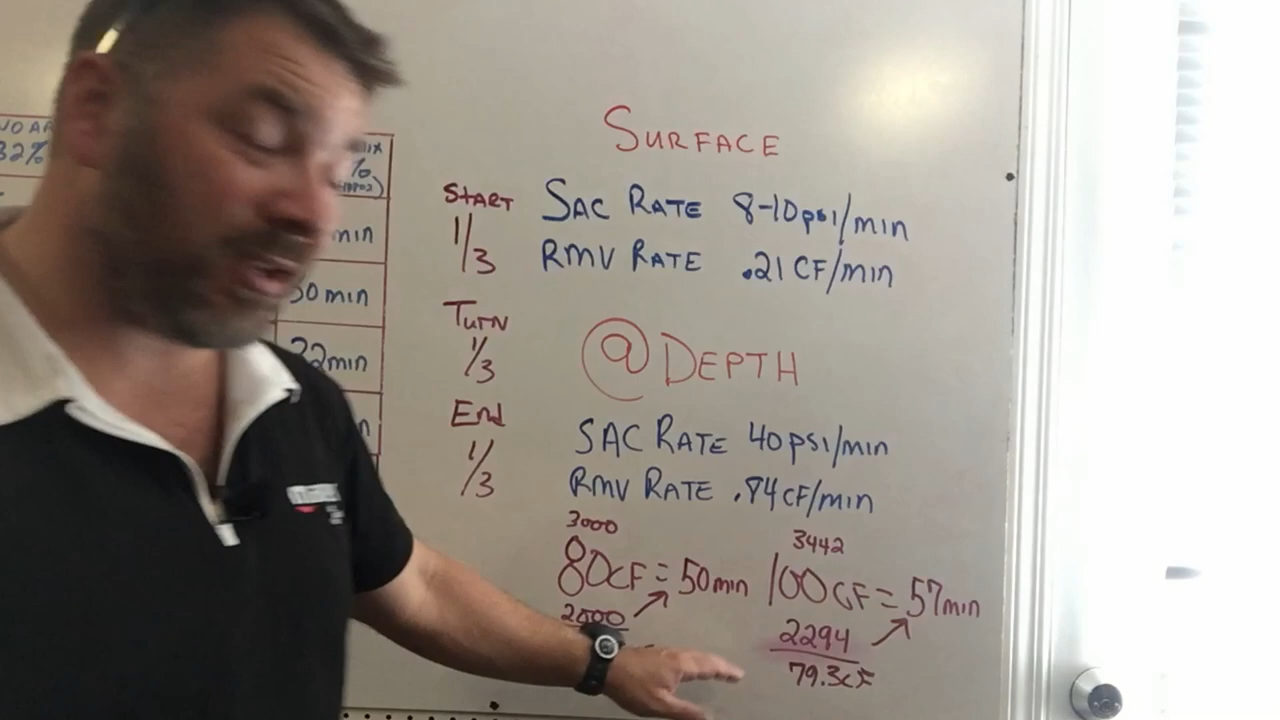 32%
%
min
30min
22min
START
1/3
TURN
1/3
End
1/3
SURFACE
SAC RATE 8-10psi/min
RMV RATE .21 CF/min
@ DEPTH
SAC RATE 40psi/min
RMV RATE .84CF/min
3000
80CF = 50min
2000
3442
100CF = 57min
2294
79.3CF